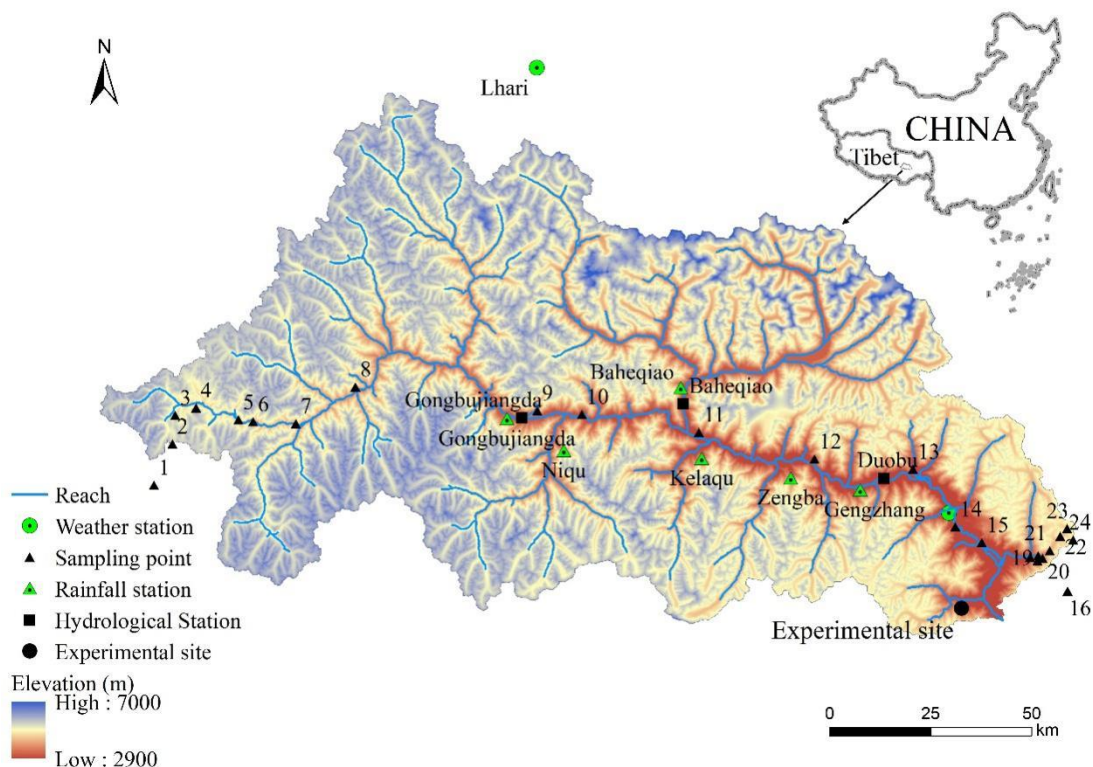 N
Lhari
CHINA
Tibet
Baheqiao
Baheqiao
Gongbujiangda
Gongbujiangda
Niqu
Kelaqu
Zengba
Gengzhang
Duobu
Experimental site
1
2
3
4
5
6
7
8
9
10
11
12
13
14
15
19
21
20
23
24
22
16
Reach
Weather station
Sampling point
Rainfall station
Hydrological Station
Experimental site
Elevation (m)
High : 7000
Low : 2900
0 25 50 km